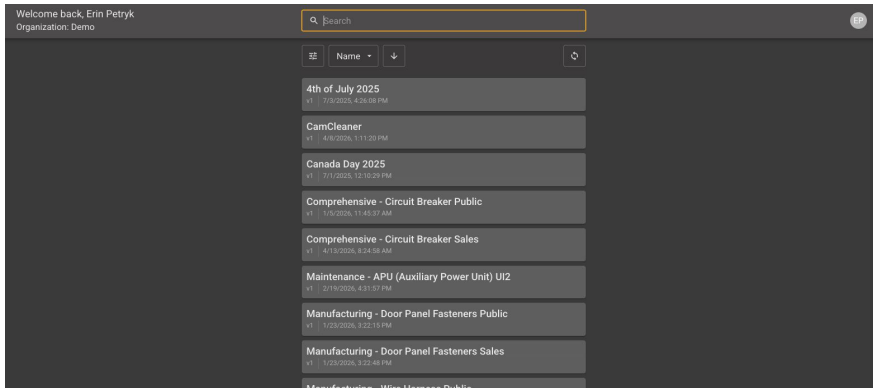 Welcome back, Erin Petryk
Organization: Demo
Search
EP
Name
4th of July 2025
v1 | 7/3/2025, 4:26:08 PM
CamCleaner
v1 | 4/8/2026, 1:11:20 PM
Canada Day 2025
v1 | 7/1/2025, 12:10:29 PM
Comprehensive - Circuit Breaker Public
v1 | 1/5/2026, 11:45:37 AM
Comprehensive - Circuit Breaker Sales
v1 | 4/13/2026, 8:24:58 AM
Maintenance - APU (Auxiliary Power Unit) UI2
v1 | 2/19/2026, 4:31:57 PM
Manufacturing - Door Panel Fasteners Public
v1 | 1/23/2026, 3:22:15 PM
Manufacturing - Door Panel Fasteners Sales
v1 | 1/23/2026, 3:22:48 PM
Manufacturing - Wire Harness Public